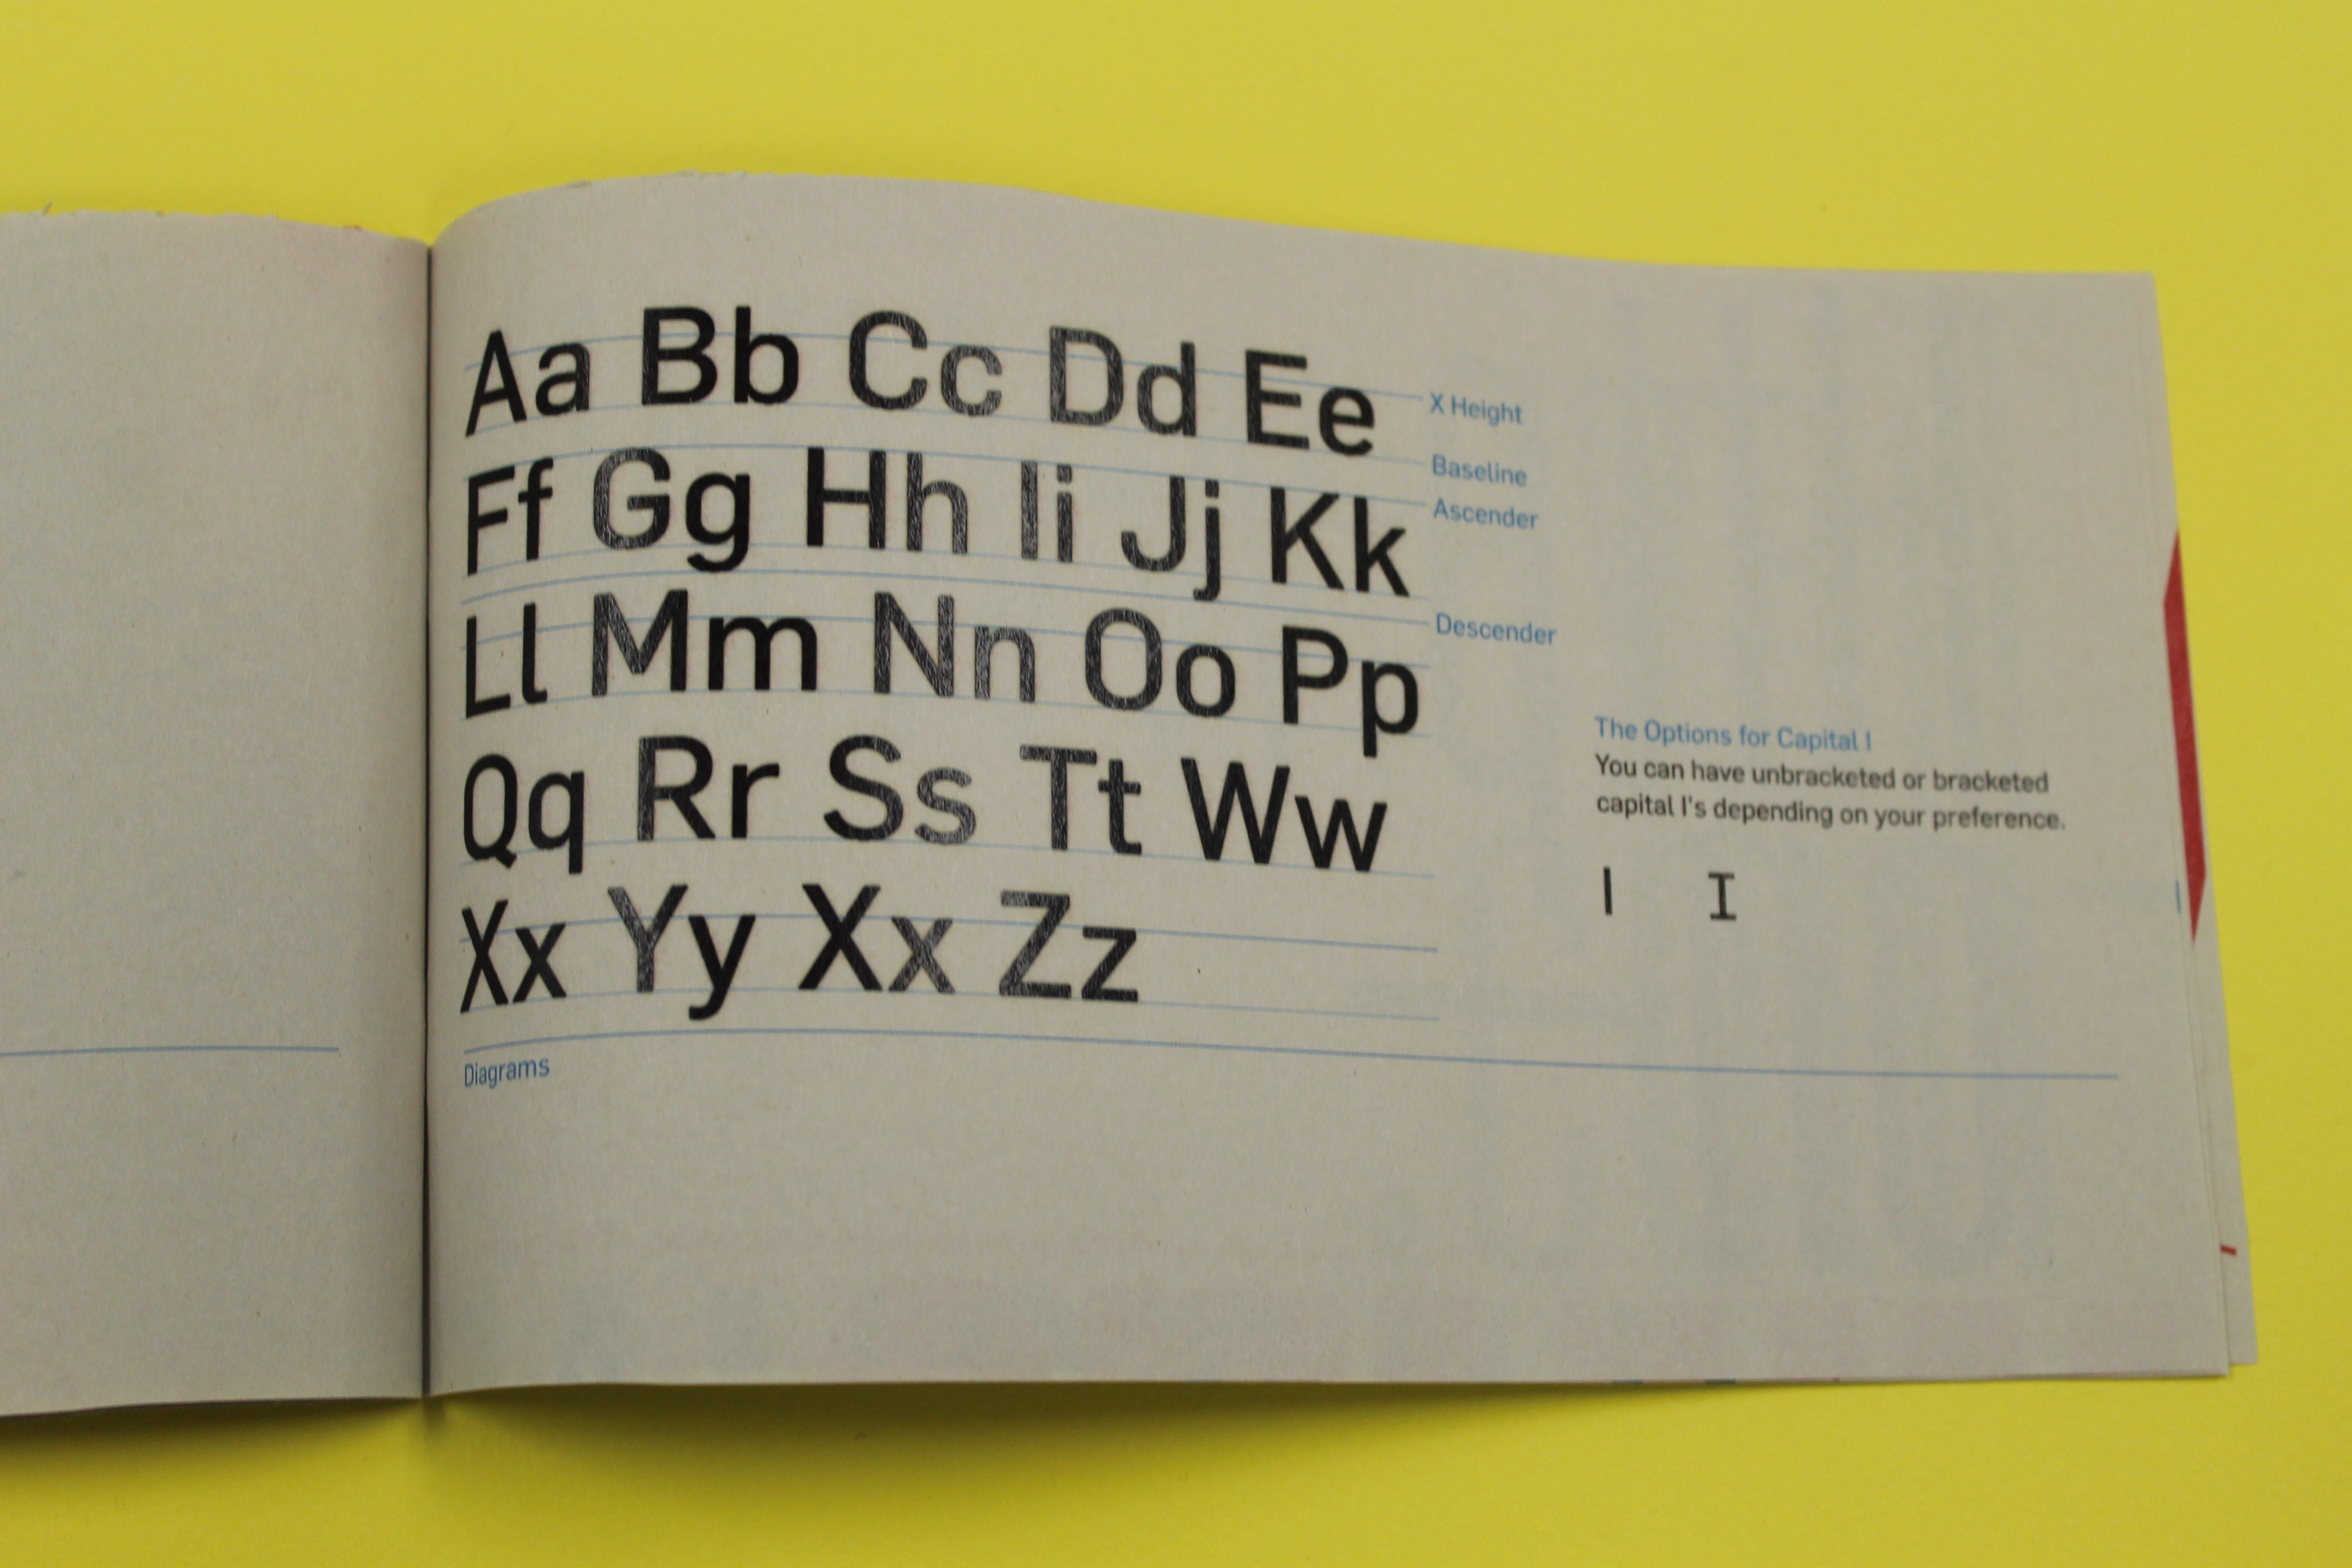 Aa Bb Cc Dd Ee
X Height
Baseline
Ff Gg Hh Ii Jj Kk
Ascender
Descender
Ll Mm Nn Oo Pp
Qq Rr Ss Tt Ww
Xx Yy Xx Zz
Diagrams
The Options for Capital I
You can have unbracketed or bracketed
capital I's depending on your preference.
I I